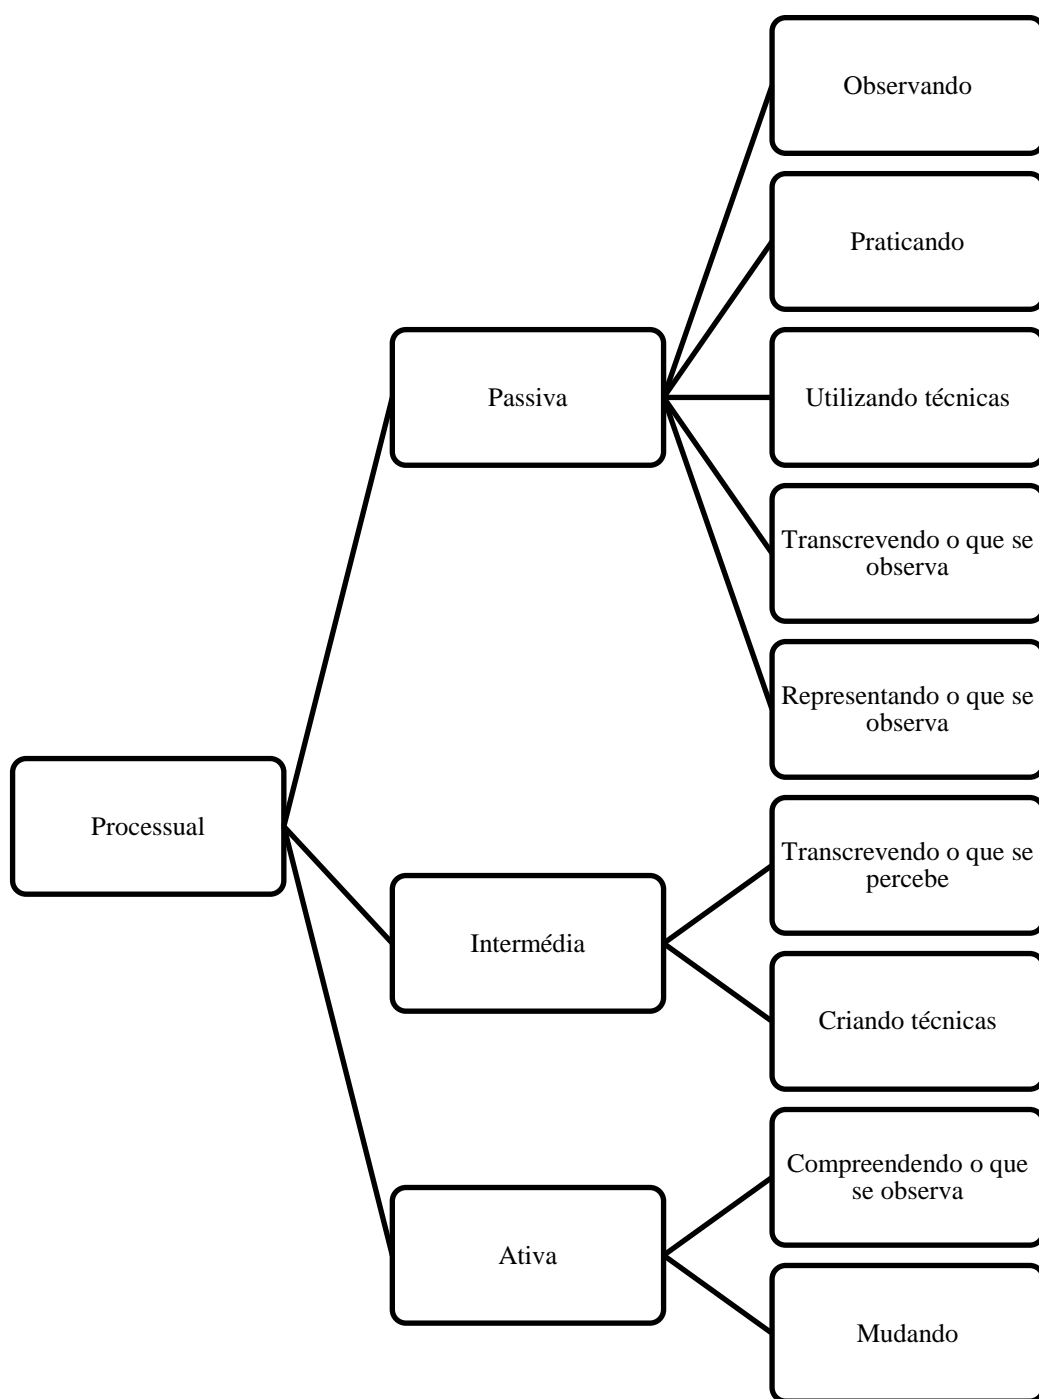 Observando
Praticando
Passiva
Utilizando técnicas
Transcrevendo o que se
observa
Representando o que se
observa
Processual
Transcrevendo o que se
percebe
Intermédia
Criando técnicas
Compreendendo o que
se observa
Ativa
Mudando